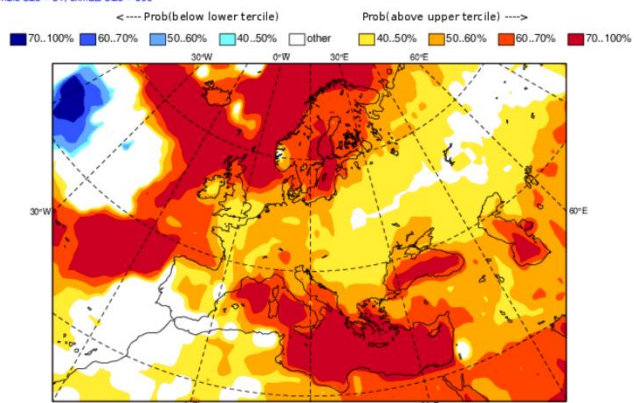 <---- Prob(below lower tercile) Prob(above upper tercile) ---->
70..100% 60..70% 50..60% 40..50% other 40..50% 50..60% 60..70% 70..100%
30°W 0°W 30°E 60°E
30°W 60°E